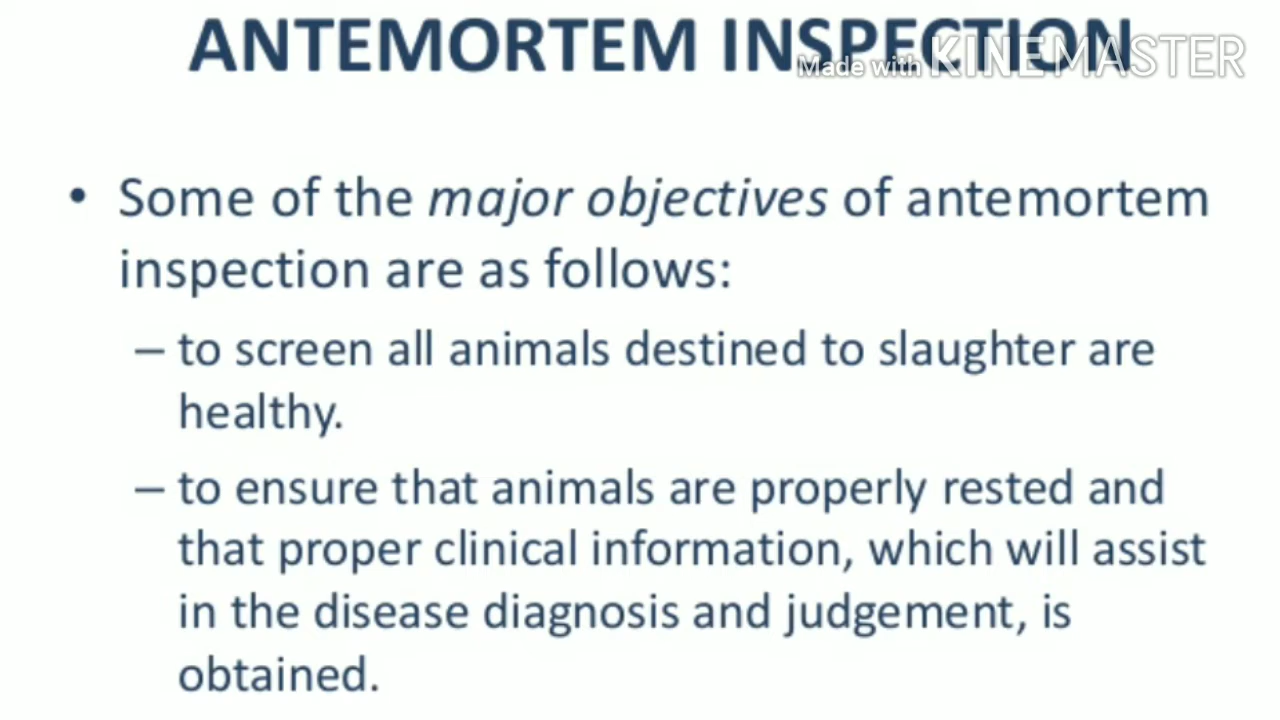 ANTEMORTEM INSPECTION
Made with KINEMASTER
• Some of the major objectives of antemortem
inspection are as follows:
– to screen all animals destined to slaughter are
healthy.
– to ensure that animals are properly rested and
that proper clinical information, which will assist
in the disease diagnosis and judgement, is
obtained.